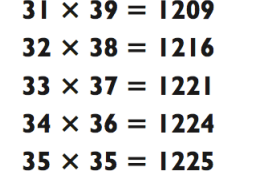 31 × 39 = 1209
32 × 38 = 1216
33 × 37 = 1221
34 × 36 = 1224
35 × 35 = 1225